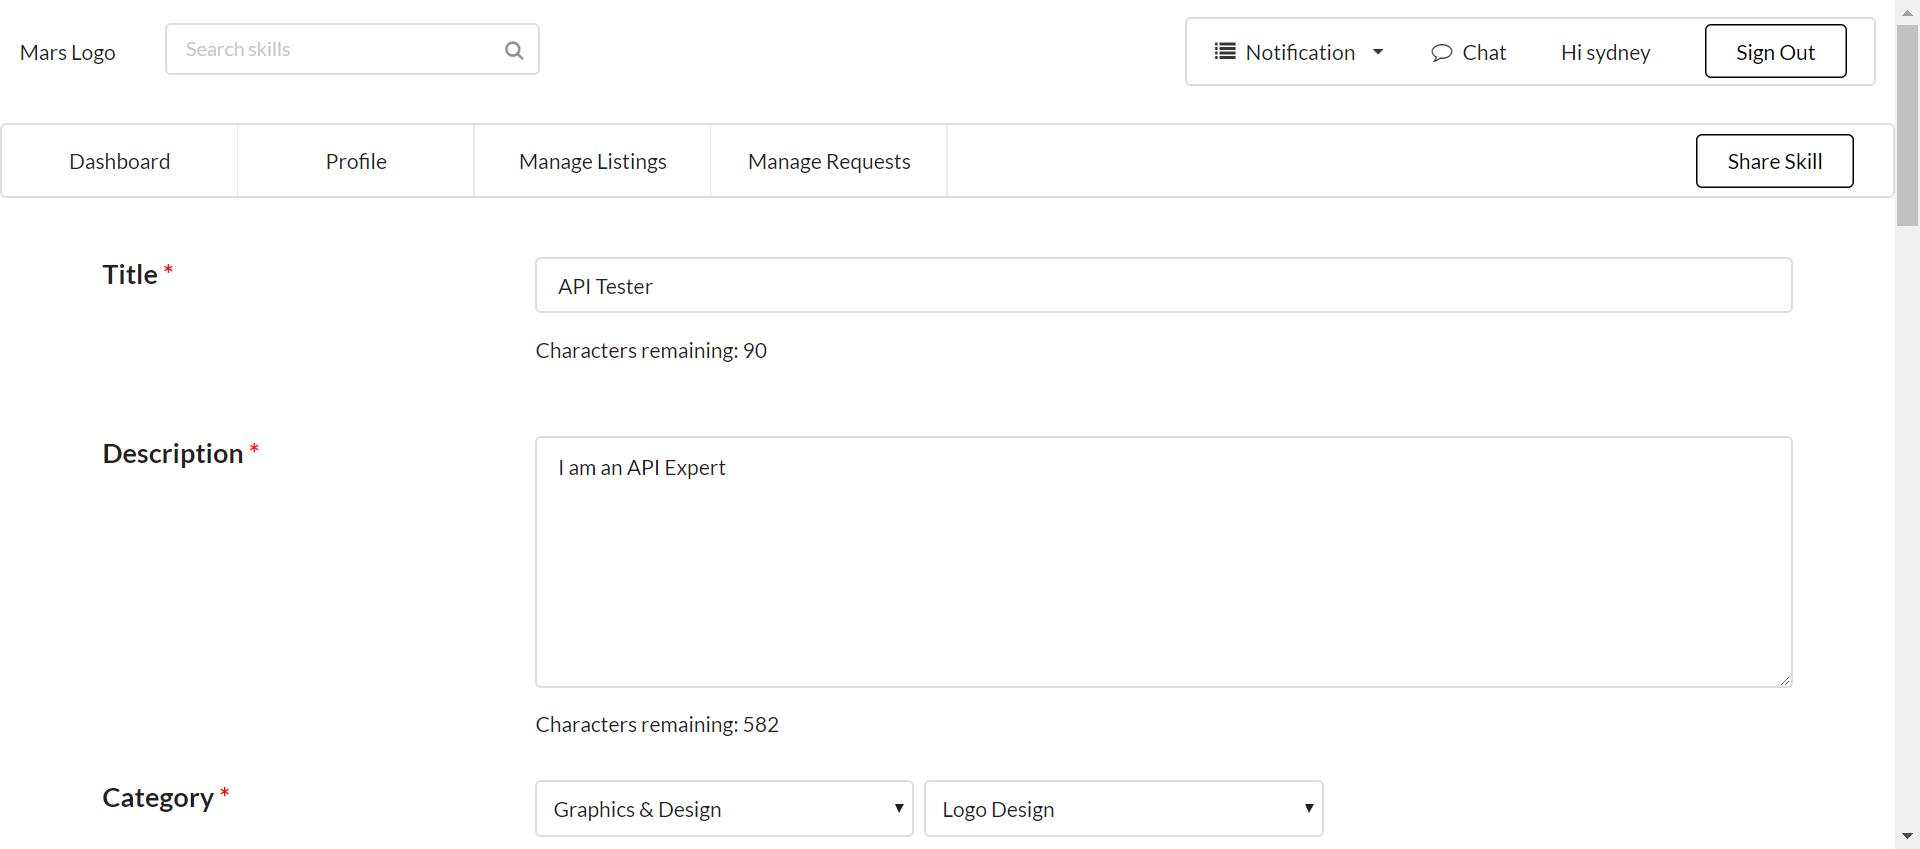 Mars Logo
Search skills
Notification
Chat
Hi sydney
Sign Out
Dashboard
Profile
Manage Listings
Manage Requests
Share Skill
Title *
API Tester
Characters remaining: 90
Description *
I am an API Expert
Characters remaining: 582
Category *
Graphics & Design
Logo Design